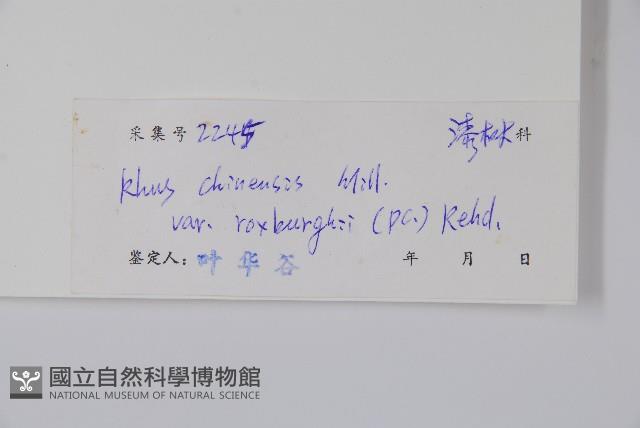 采集号 2245 漆树科
Rhus chinensis Mill.
var. roxburghii (DC.) Rehd.
鉴定人: 叶华谷 年 月 日
國立自然科學博物館
NATIONAL MUSEUM OF NATURAL SCIENCE